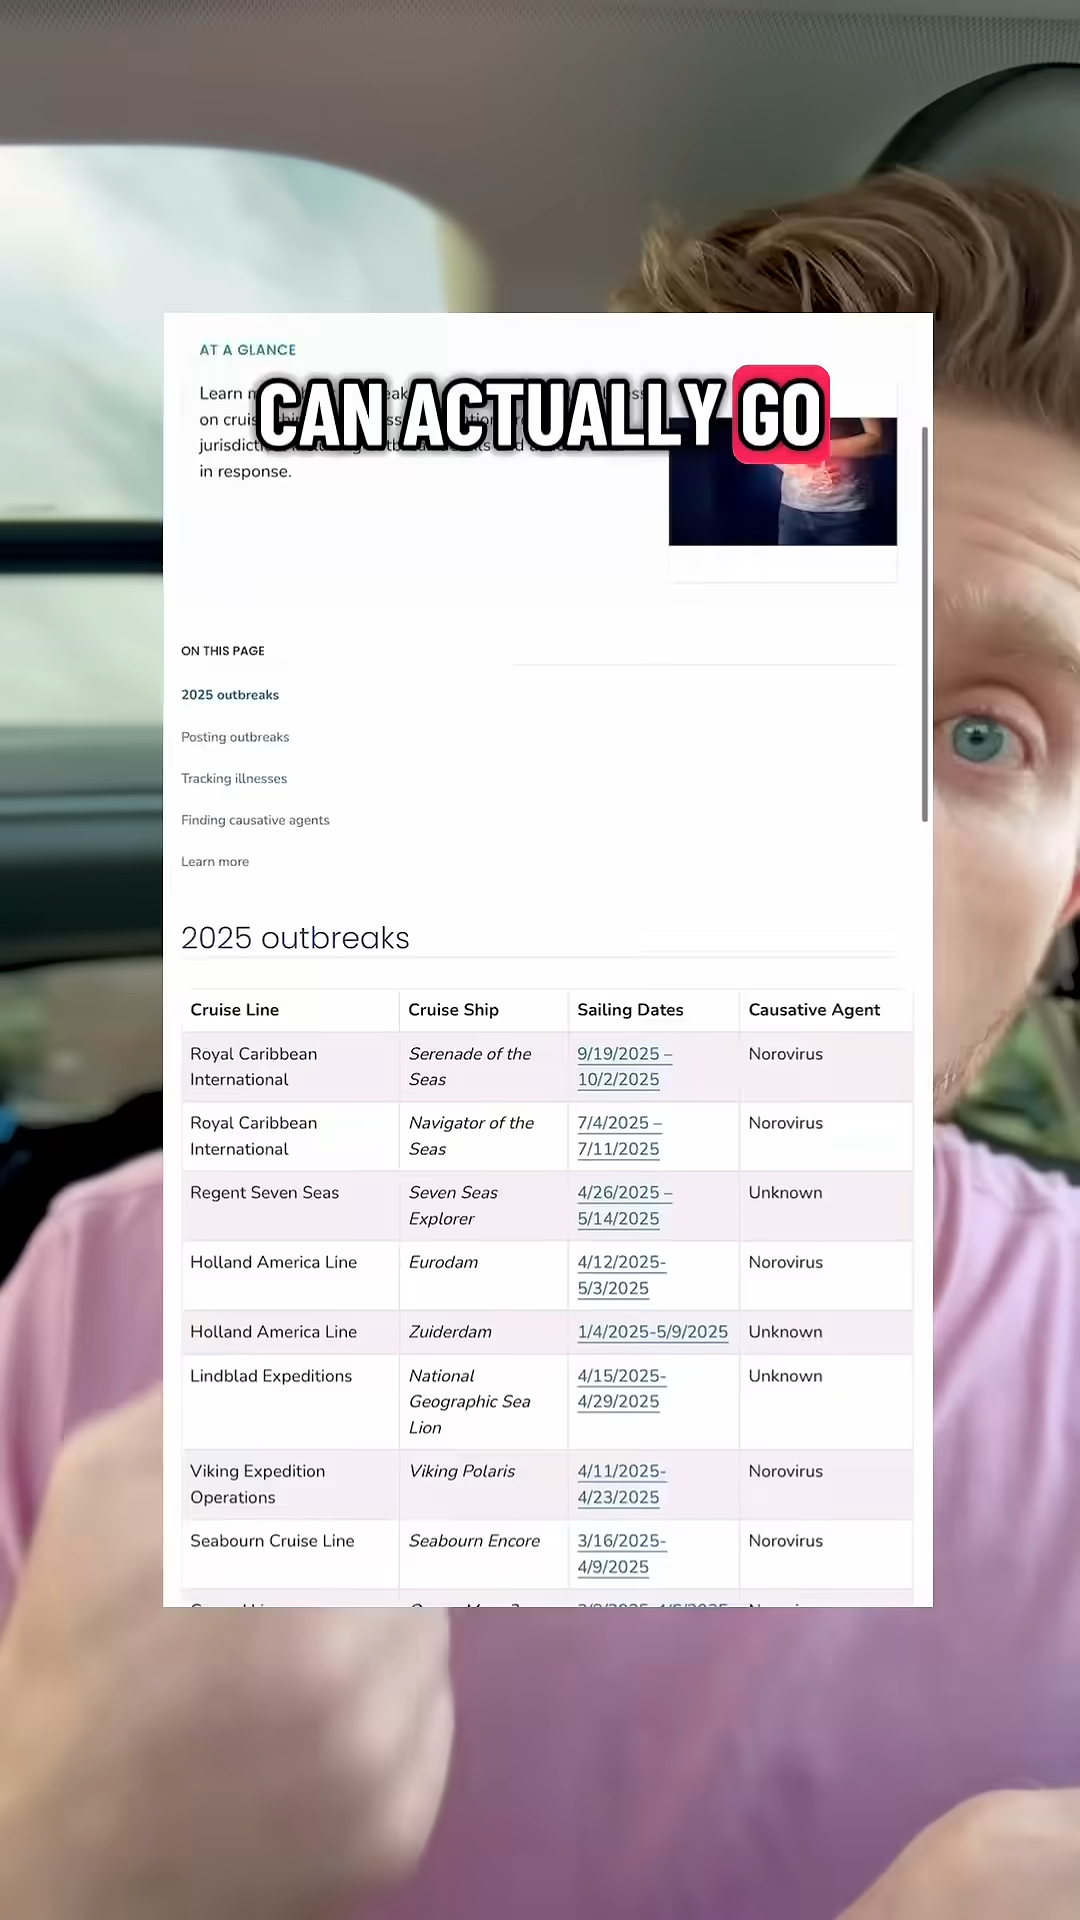 AT A GLANCE
CAN ACTUALLY GO
Learn
on cruis
jurisdict
in response.
ON THIS PAGE
2025 outbreaks
Posting outbreaks
Tracking illnesses
Finding causative agents
Learn more
2025 outbreaks
Cruise Line Cruise Ship Sailing Dates Causative Agent
Royal Caribbean International Serenade of the Seas 9/19/2025 – 10/2/2025 Norovirus
Royal Caribbean International Navigator of the Seas 7/4/2025 – 7/11/2025 Norovirus
Regent Seven Seas Seven Seas Explorer 4/26/2025 – 5/14/2025 Unknown
Holland America Line Eurodam 4/12/2025- 5/3/2025 Norovirus
Holland America Line Zuiderdam 1/4/2025-5/9/2025 Unknown
Lindblad Expeditions National Geographic Sea Lion 4/15/2025- 4/29/2025 Unknown
Viking Expedition Operations Viking Polaris 4/11/2025- 4/23/2025 Norovirus
Seabourn Cruise Line Seabourn Encore 3/16/2025- 4/9/2025 Norovirus